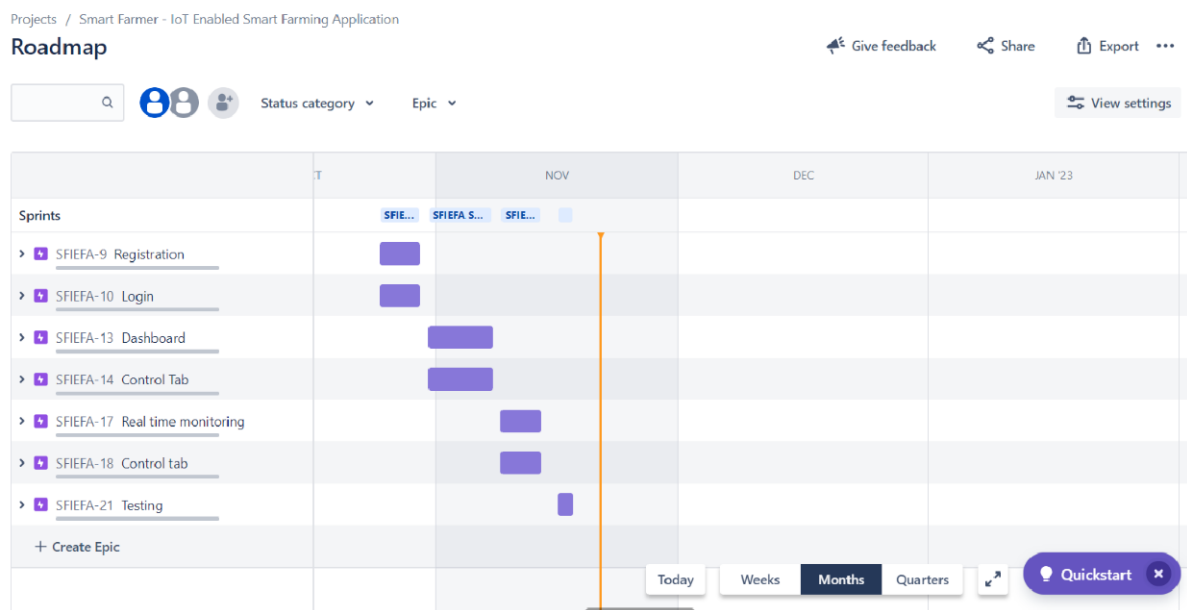 Projects / Smart Farmer - IoT Enabled Smart Farming Application
Roadmap
Give feedback
Share
Export
Status category
Epic
View settings
T
NOV
DEC
JAN '23
Sprints
SFIE...
SFIEFA S...
SFIE...
SFIEFA-9 Registration
SFIEFA-10 Login
SFIEFA-13 Dashboard
SFIEFA-14 Control Tab
SFIEFA-17 Real time monitoring
SFIEFA-18 Control tab
SFIEFA-21 Testing
+ Create Epic
Today
Weeks
Months
Quarters
Quickstart